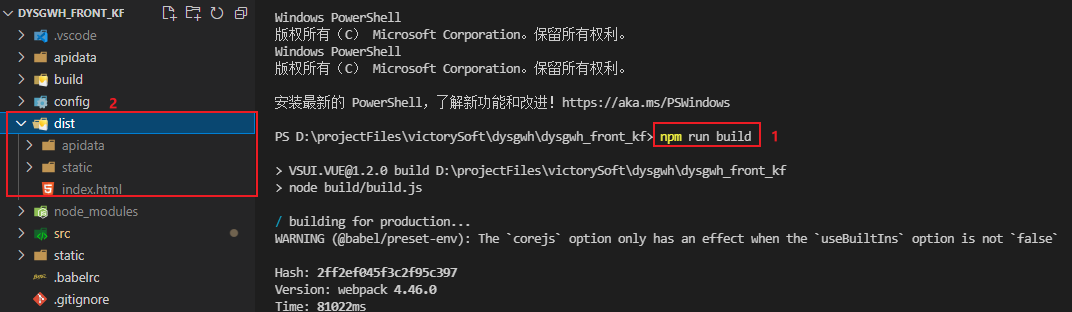 DYSGWH_FRONT_KF
.vscode
apidata
build
config
2
dist
apidata
static
index.html
node_modules
src
static
.babelrc
.gitignore
Windows PowerShell
版权所有（C） Microsoft Corporation。保留所有权利。
Windows PowerShell
版权所有（C） Microsoft Corporation。保留所有权利。
安装最新的 PowerShell，了解新功能和改进！https://aka.ms/PSWindows
PS D:\projectFiles\victorySoft\dysgwh\dysgwh_front_kf> npm run build
1
> VSUI.VUE@1.2.0 build D:\projectFiles\victorySoft\dysgwh\dysgwh_front_kf
> node build/build.js
/ building for production...
WARNING (@babel/preset-env): The `corejs` option only has an effect when the `useBuiltIns` option is not `false`
Hash: 2ff2ef045f3c2f95c397
Version: webpack 4.46.0
Time: 81022ms